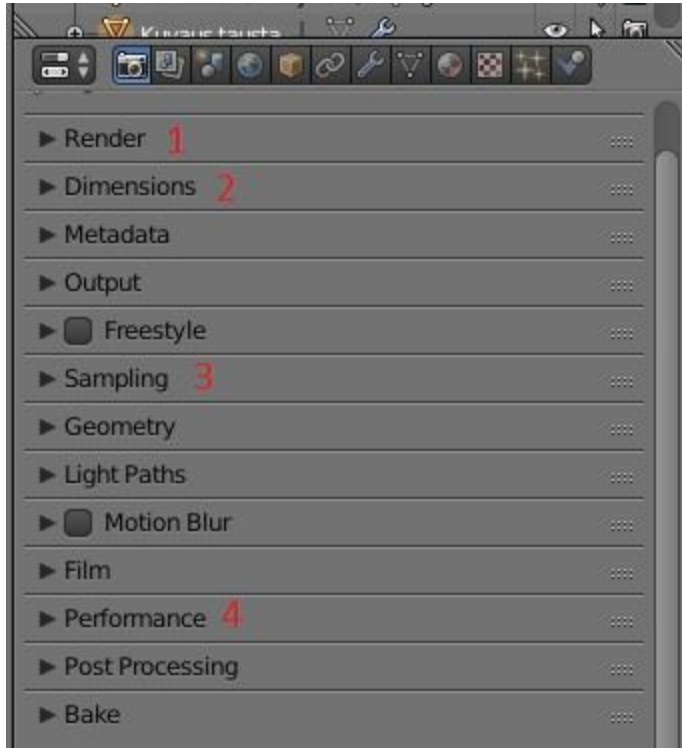 Kuvaus tausta
Render 1
Dimensions 2
Metadata
Output
Freestyle
Sampling 3
Geometry
Light Paths
Motion Blur
Film
Performance 4
Post Processing
Bake